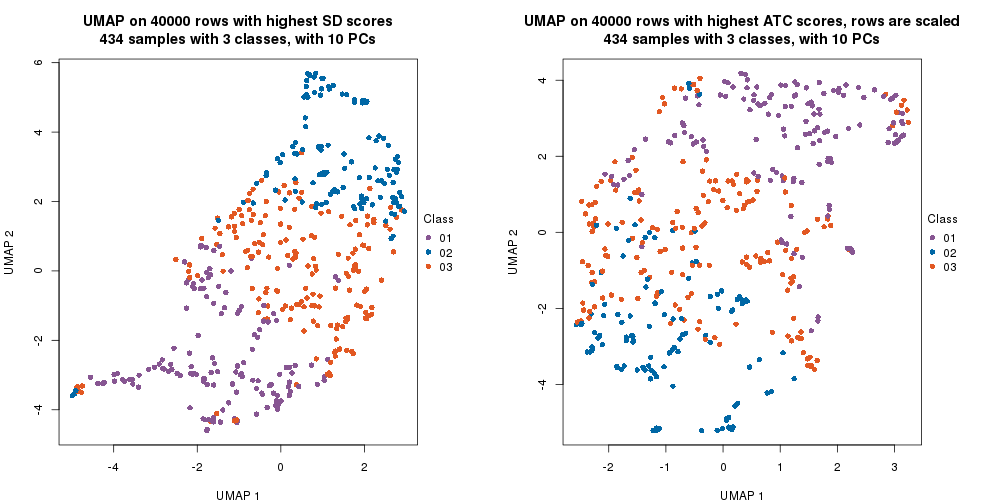 UMAP on 40000 rows with highest SD scores
434 samples with 3 classes, with 10 PCs
6
4
2
0
-2
-4
UMAP 2
-4
-2
0
2
UMAP 1
Class
01
02
03
UMAP on 40000 rows with highest ATC scores, rows are scaled
434 samples with 3 classes, with 10 PCs
4
2
0
-2
-4
UMAP 2
-2
-1
0
1
2
3
UMAP 1
Class
01
02
03